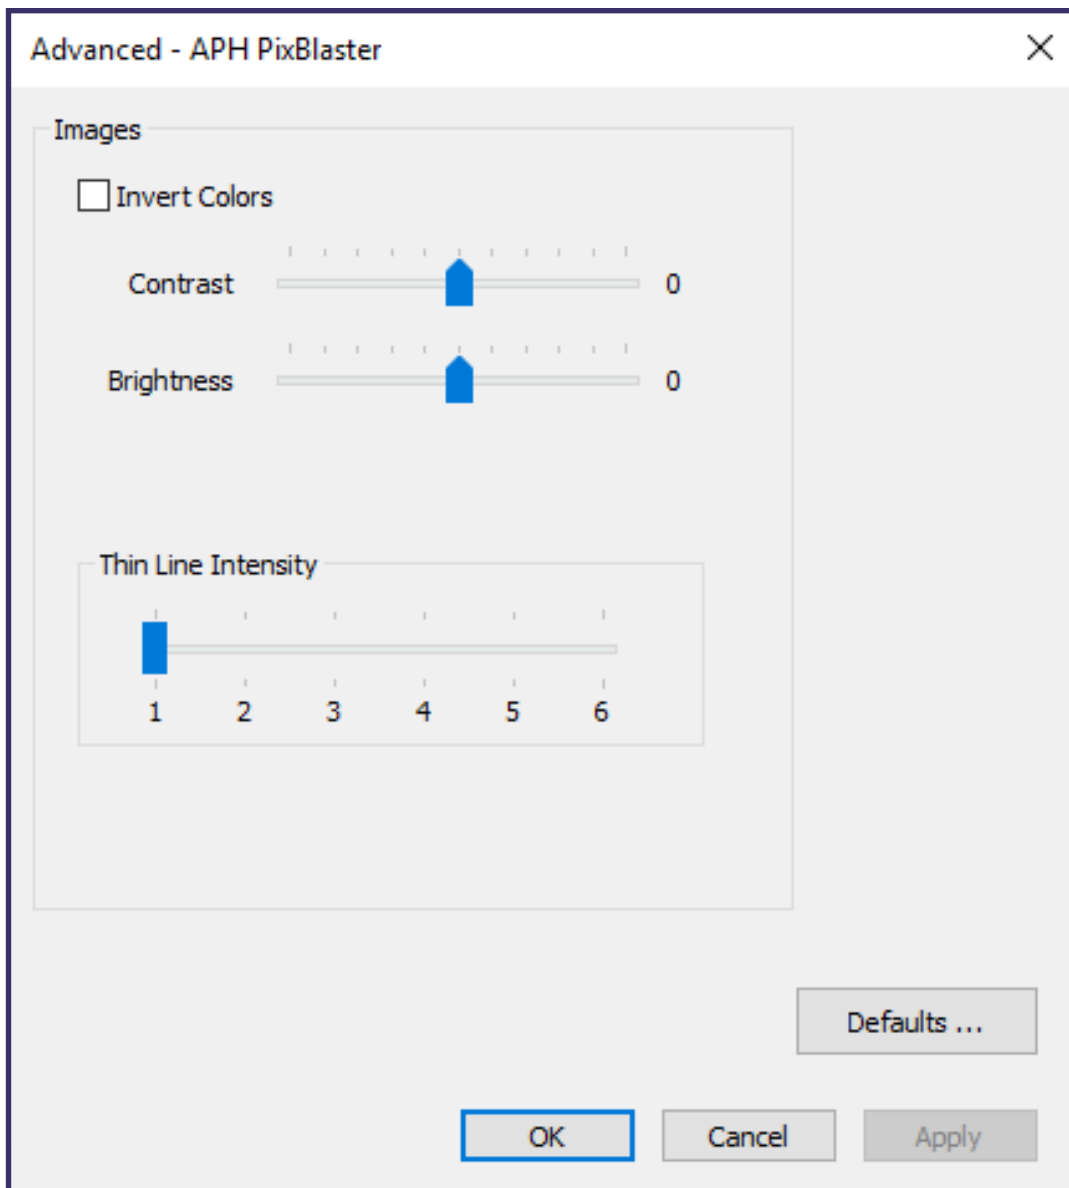 Advanced - APH PixBlaster
Images
Invert Colors
Contrast 0
Brightness 0
Thin Line Intensity
1 2 3 4 5 6
Defaults ...
OK Cancel Apply